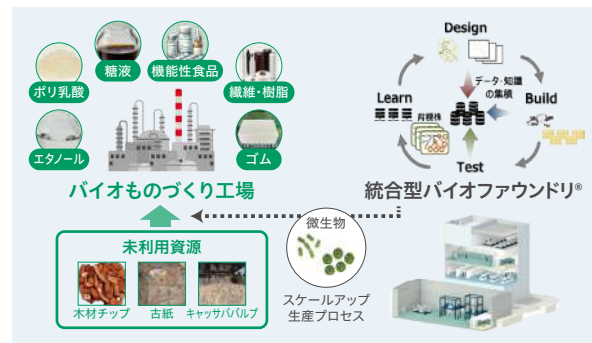 糖液
機能性食品
ポリ乳酸
繊維・樹脂
エタノール
ゴム
バイオものづくり工場
未利用資源
木材チップ
古紙
キャッサバパルプ
微生物
スケールアップ
生産プロセス
Design
データ・知識
の集積
Learn
Build
育種株
Test
統合型バイオファウンドリ®